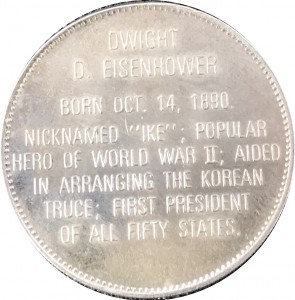 DWIGHT
D. EISENHOWER
BORN OCT. 14, 1890.
NICKNAMED "IKE"; POPULAR
HERO OF WORLD WAR II; AIDED
IN ARRANGING THE KOREAN
TRUCE; FIRST PRESIDENT
OF ALL FIFTY STATES.